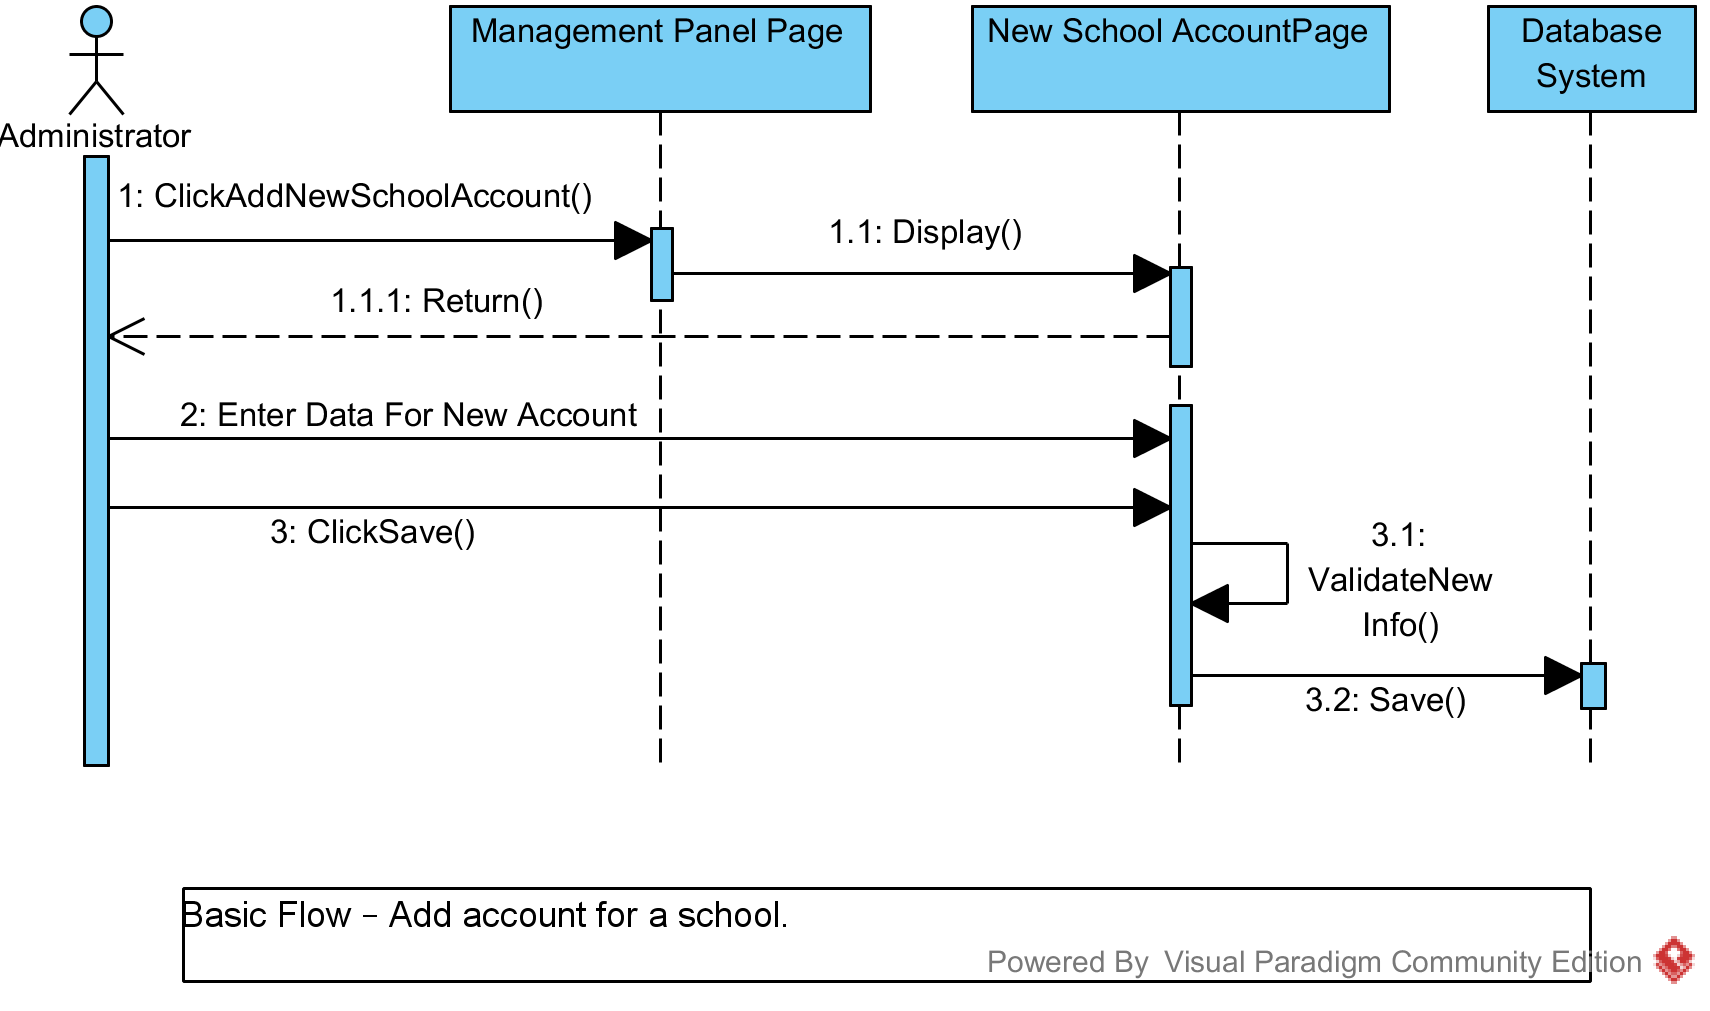 Management Panel Page
New School AccountPage
Database
System
Administrator
1: ClickAddNewSchoolAccount()
1.1: Display()
1.1.1: Return()
2: Enter Data For New Account
3: ClickSave()
3.1:
ValidateNew
Info()
3.2: Save()
Basic Flow – Add account for a school.
Powered By Visual Paradigm Community Edition